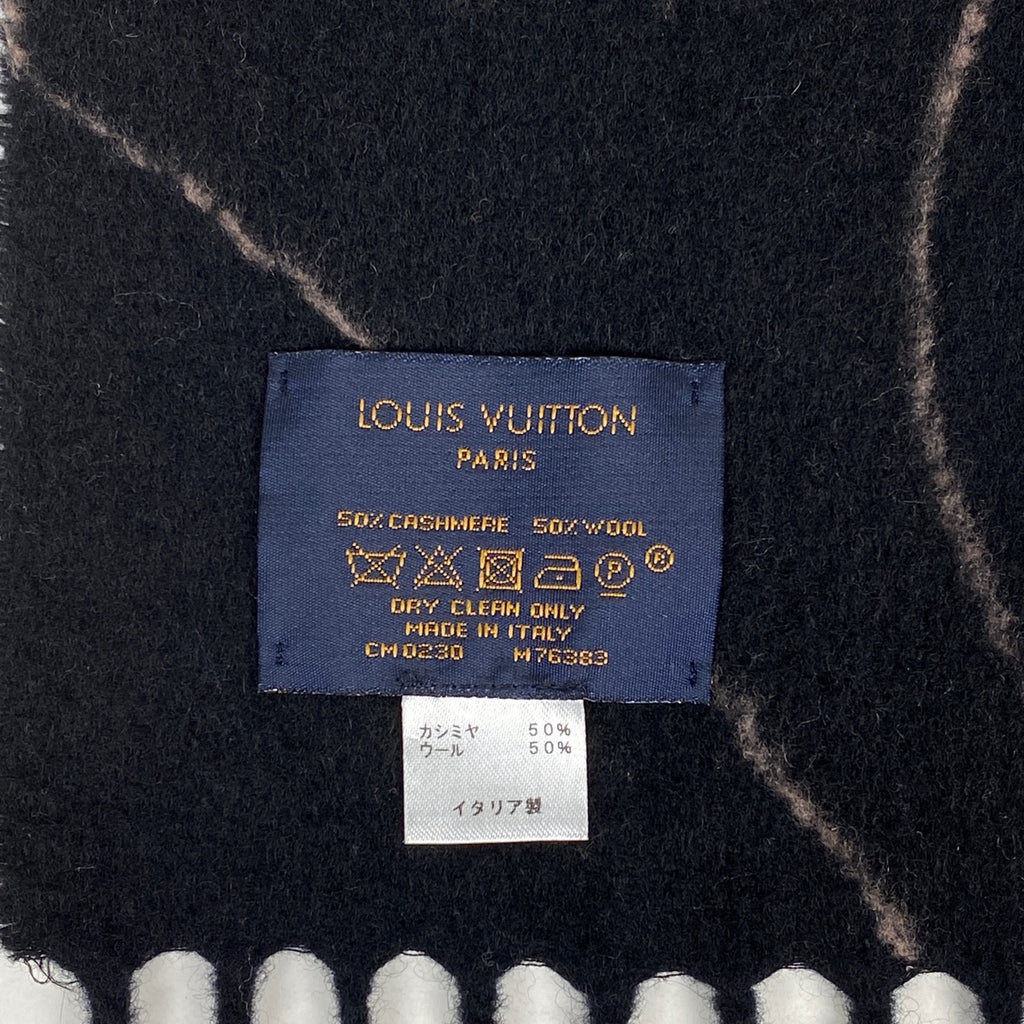 LOUIS VUITTON
PARIS
50% CASHMERE 50% WOOL
P ®
DRY CLEAN ONLY
MADE IN ITALY
CM0230 M76383
カシミヤ 50%
ウール 50%
イタリア製